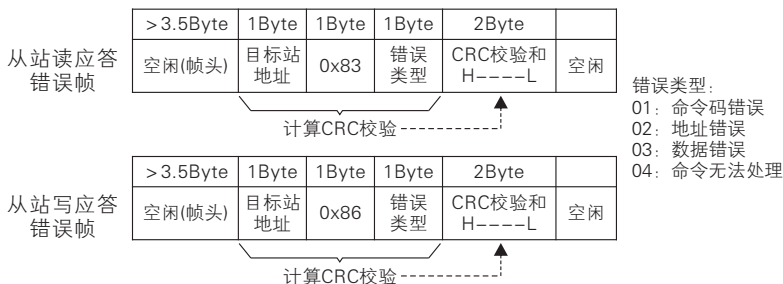 >3.5Byte 1Byte 1Byte 1Byte 2Byte
从站读应答
错误帧
空闲(帧头) 目标站
地址 0x83 错误
类型 CRC校验和
H----L 空闲
计算CRC校验
错误类型:
01: 命令码错误
02: 地址错误
03: 数据错误
04: 命令无法处理
>3.5Byte 1Byte 1Byte 1Byte 2Byte
从站写应答
错误帧
空闲(帧头) 目标站
地址 0x86 错误
类型 CRC校验和
H----L 空闲
计算CRC校验